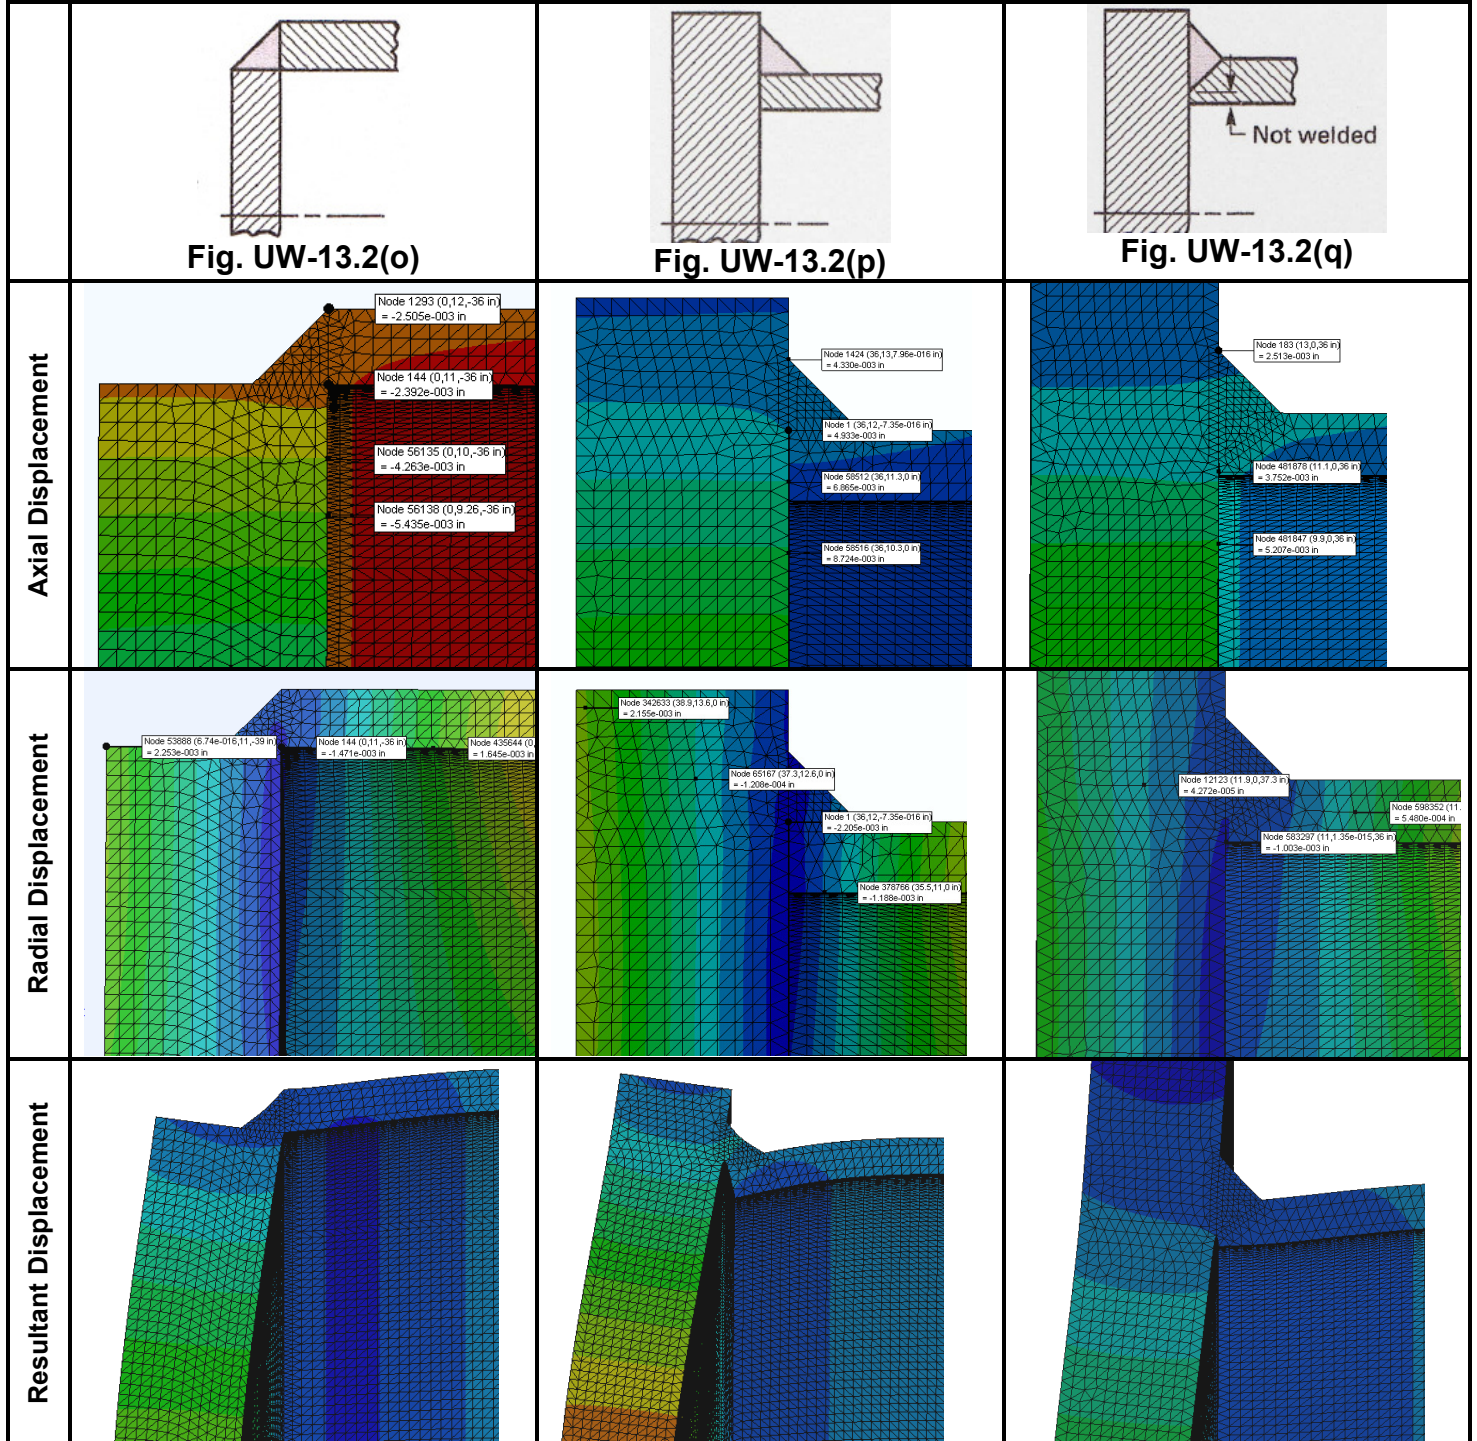 Not welded
Fig. UW-13.2(o)
Fig. UW-13.2(p)
Fig. UW-13.2(q)
Axial Displacement
Node 1293 (0,12,-36 in)
= -2.505e-003 in
Node 144 (0,11,-36 in)
= -2.392e-003 in
Node 56135 (0,10,-36 in)
= -4.263e-003 in
Node 56138 (0,9.26,-36 in)
= -5.435e-003 in
Node 1424 (36,13,7.96e-016 in)
= 4.330e-003 in
Node 1 (36,12,-7.35e-016 in)
= 4.933e-003 in
Node 58512 (36,11.3,0 in)
= 6.865e-003 in
Node 58516 (36,10.3,0 in)
= 8.724e-003 in
Node 183 (13,0,36 in)
= 2.513e-003 in
Node 481878 (11.1,0,36 in)
= 3.752e-003 in
Node 481847 (9.9,0,36 in)
= 5.207e-003 in
Radial Displacement
Node 53888 (6.74e-016,11,-39 in)
= 2.253e-003 in
Node 144 (0,11,-36 in)
= -1.471e-003 in
Node 435644 (0,
= 1.645e-003 in
Node 342633 (38.9,13.6,0 in)
= 2.155e-003 in
Node 65167 (37.3,12.6,0 in)
= -1.208e-004 in
Node 1 (36,12,-7.35e-016 in)
= -2.205e-003 in
Node 378766 (35.5,11,0 in)
= -1.188e-003 in
Node 12123 (11.9,0,37.3 in)
= 4.272e-005 in
Node 598352 (11.
= 5.480e-004 in
Node 583297 (11,1.35e-015,36 in)
= -1.003e-003 in
Resultant Displacement